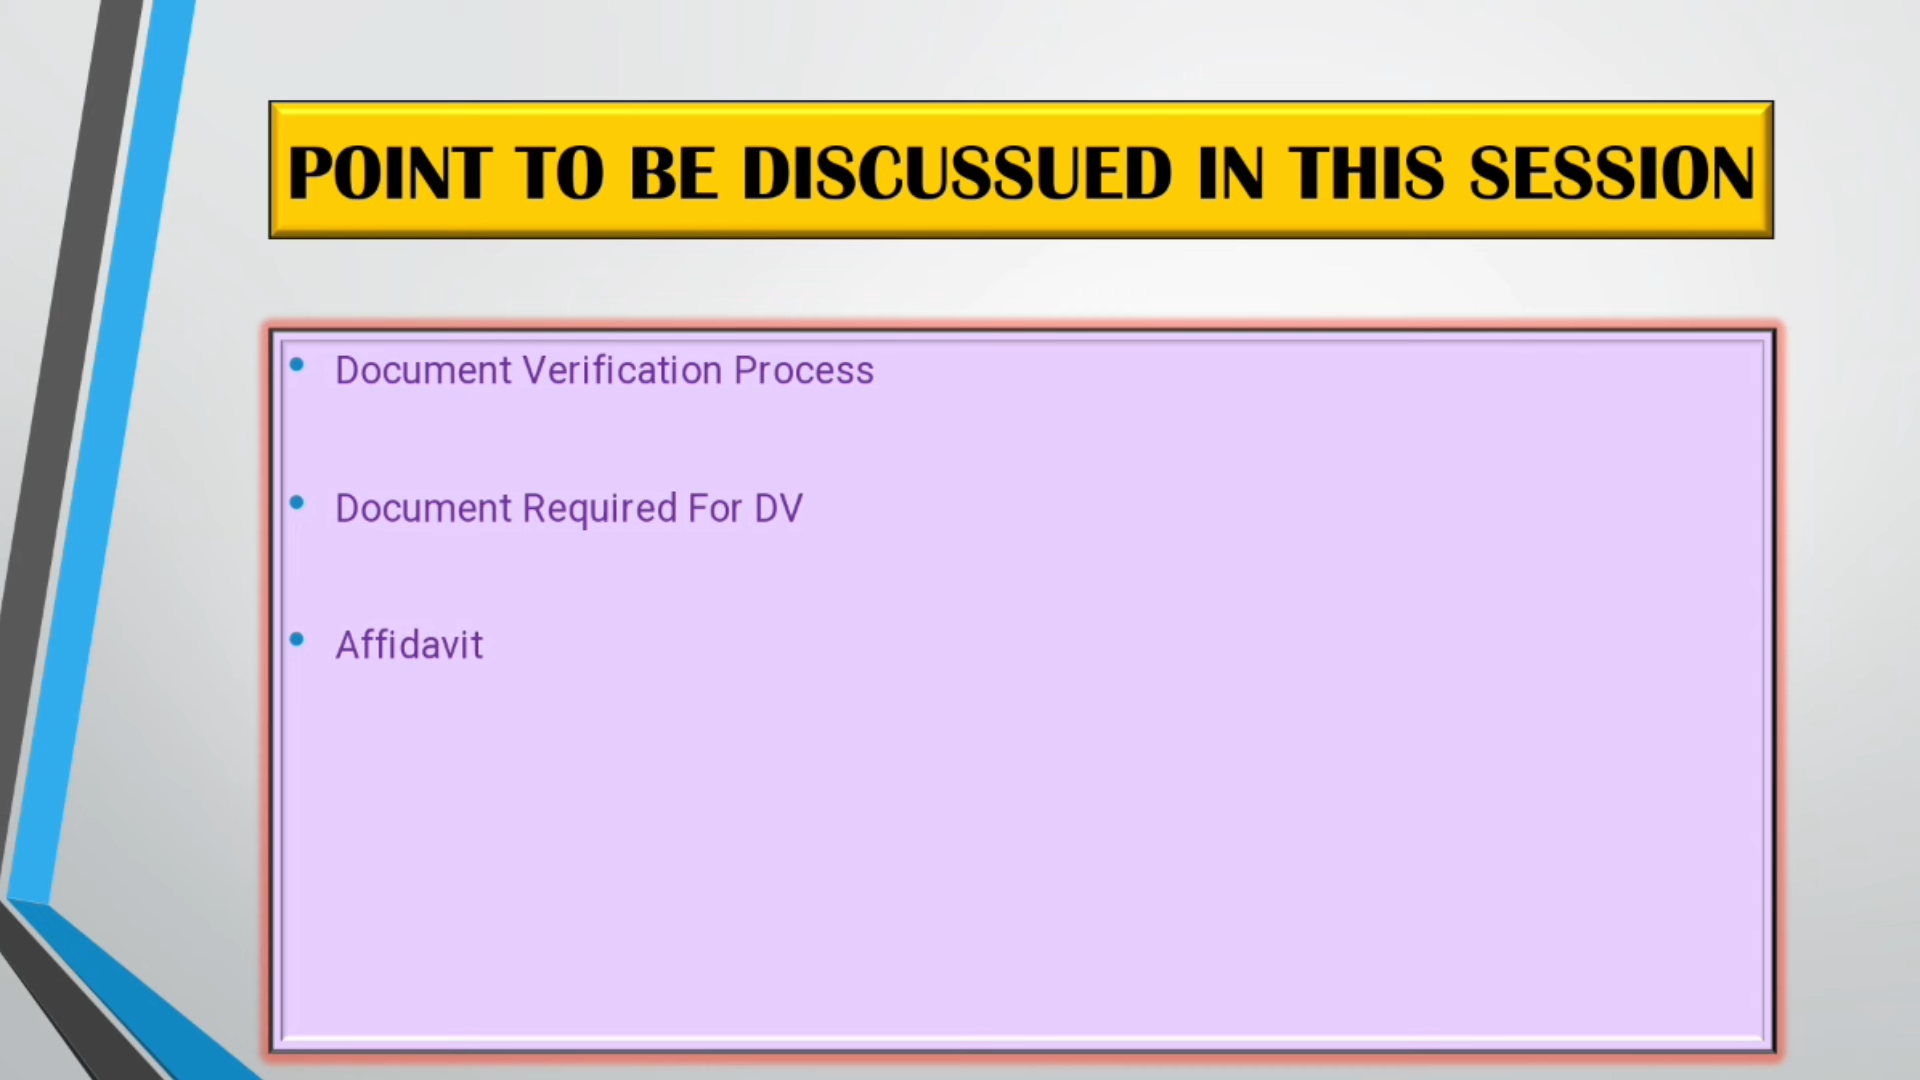 POINT TO BE DISCUSSUED IN THIS SESSION
• Document Verification Process
• Document Required For DV
• Affidavit